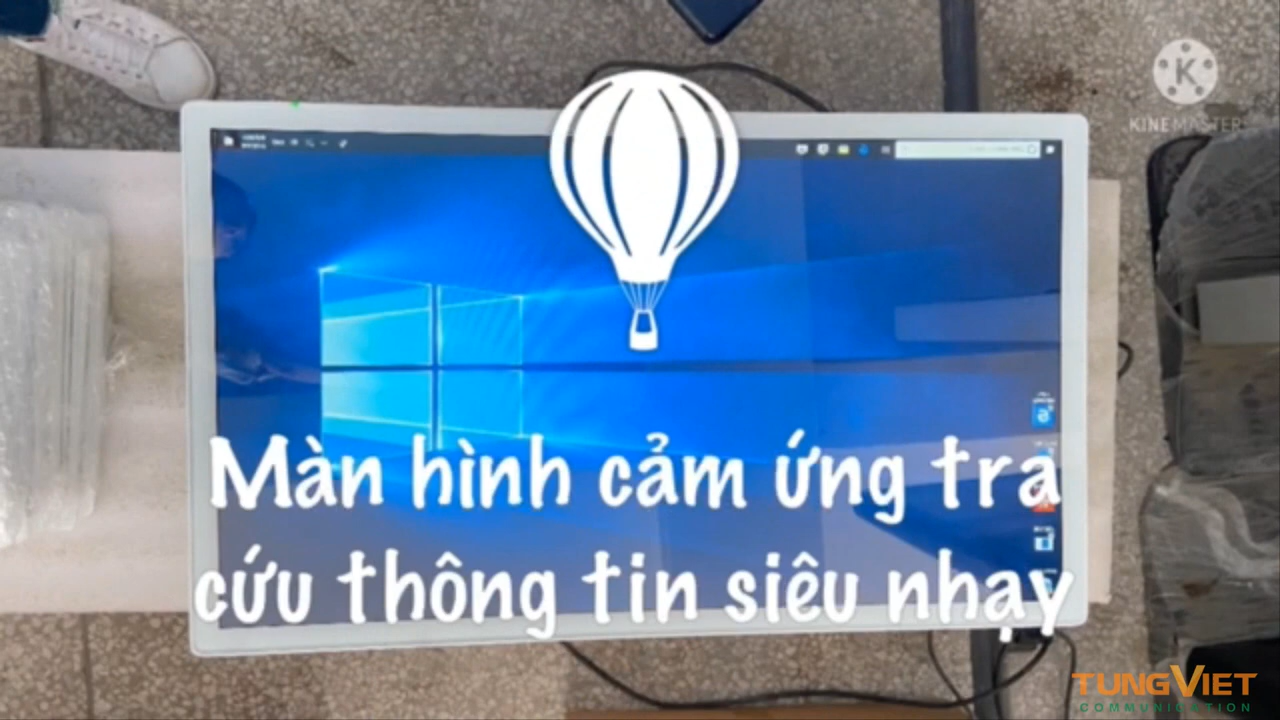 KINEMASTER
Màn hình cảm ứng tra
cứu thông tin siêu nhạy
TUNGVIET
COMMUNICATION